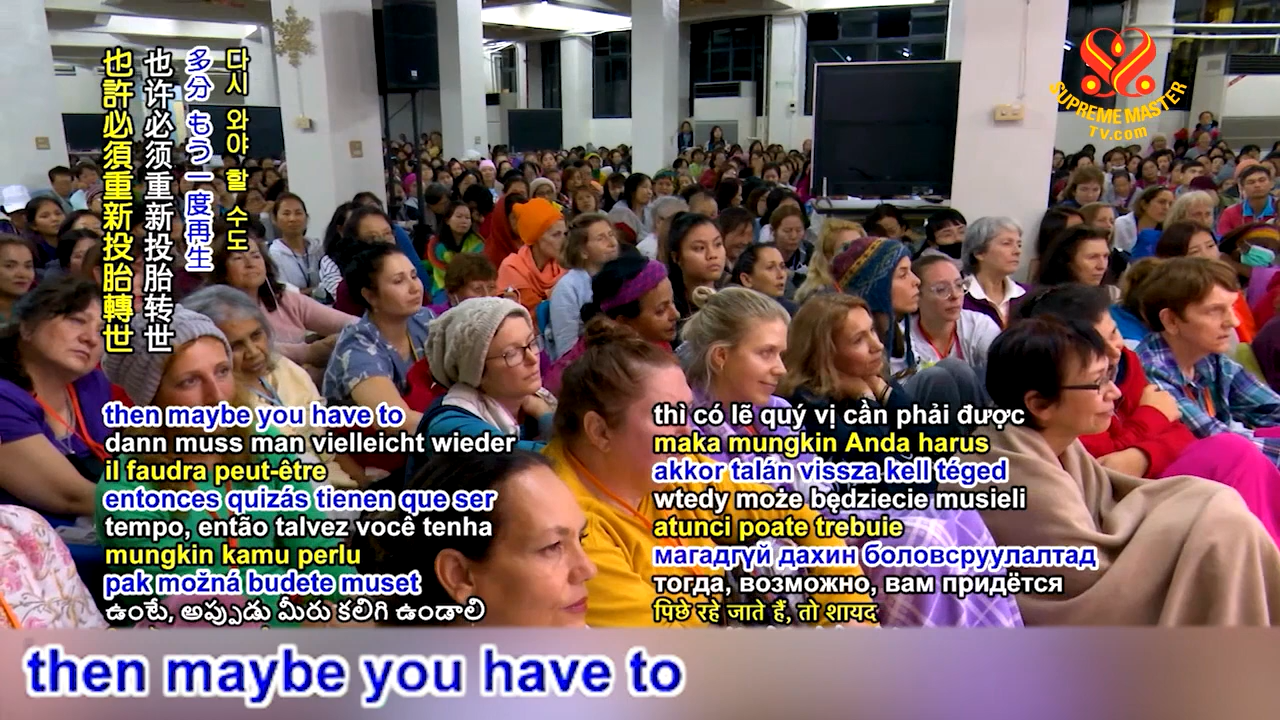 다시 와야 할 수도
多分 もう一度再生
也许必须重新投胎转世
也許必須重新投胎轉世
SUPREME MASTER
TV.com
then maybe you have to
dann muss man vielleicht wieder
il faudra peut-être
entonces quizás tienen que ser
tempo, então talvez você tenha
mungkin kamu perlu
pak možná budete muset
ఉంటే, అప్పుడు మీరు కలిగి ఉండాలి
thì có lẽ quý vị cần phải được
maka mungkin Anda harus
akkor talán vissza kell téged
wtedy może będziecie musieli
atunci poate trebuie
магадгүй дахин боловсруулалтад
тогда, возможно, вам придётся
पिछे रहे जाते हैं, तो शायद
then maybe you have to